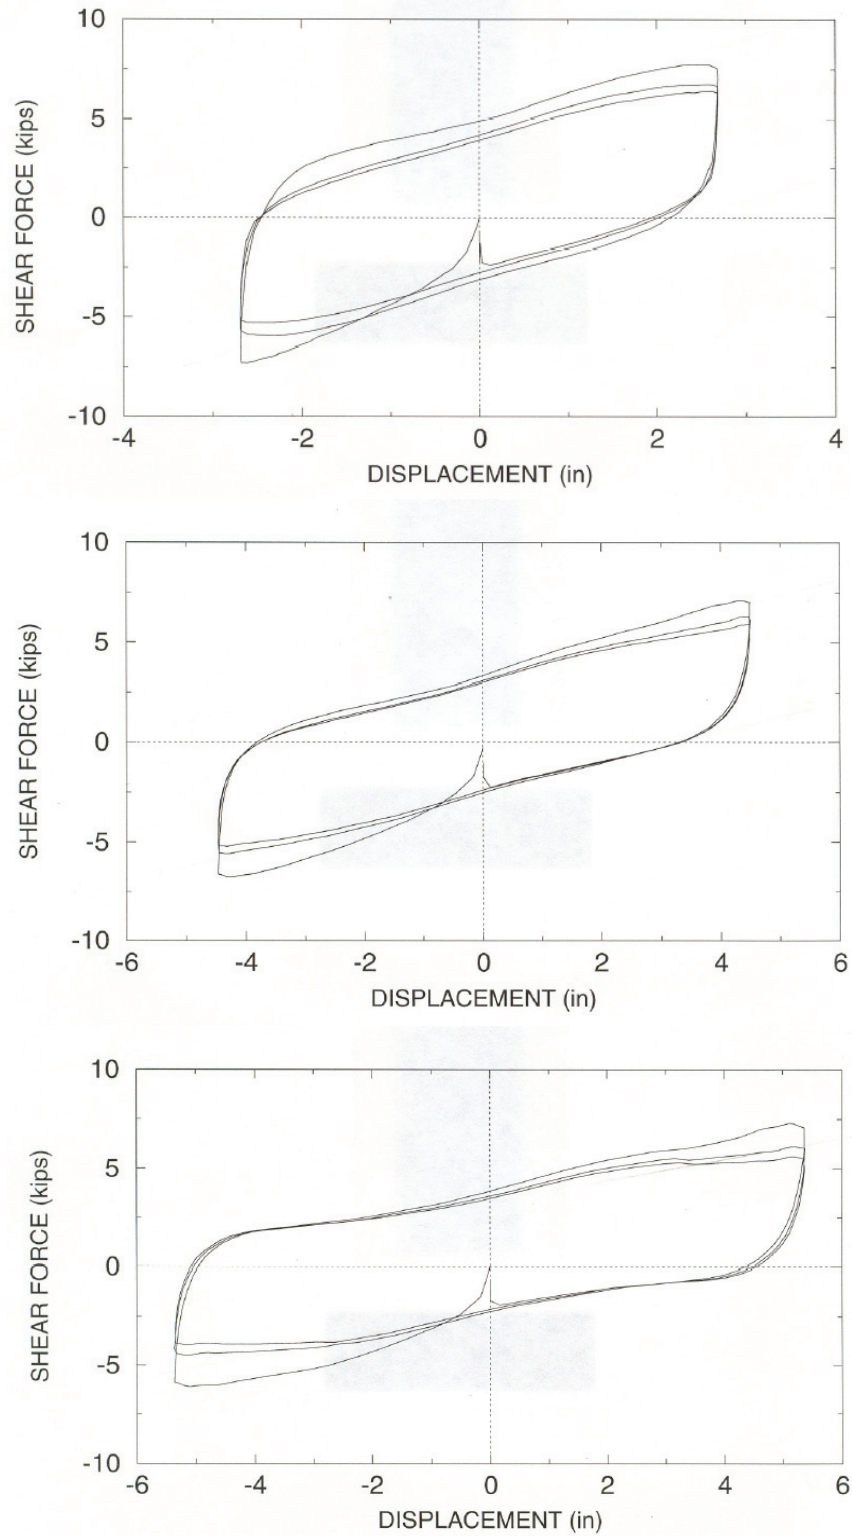 10
5
0
-5
-10
SHEAR FORCE (kips)
-4 -2 0 2 4
DISPLACEMENT (in)
10
5
0
-5
-10
SHEAR FORCE (kips)
-6 -4 -2 0 2 4 6
DISPLACEMENT (in)
10
5
0
-5
-10
SHEAR FORCE (kips)
-6 -4 -2 0 2 4 6
DISPLACEMENT (in)